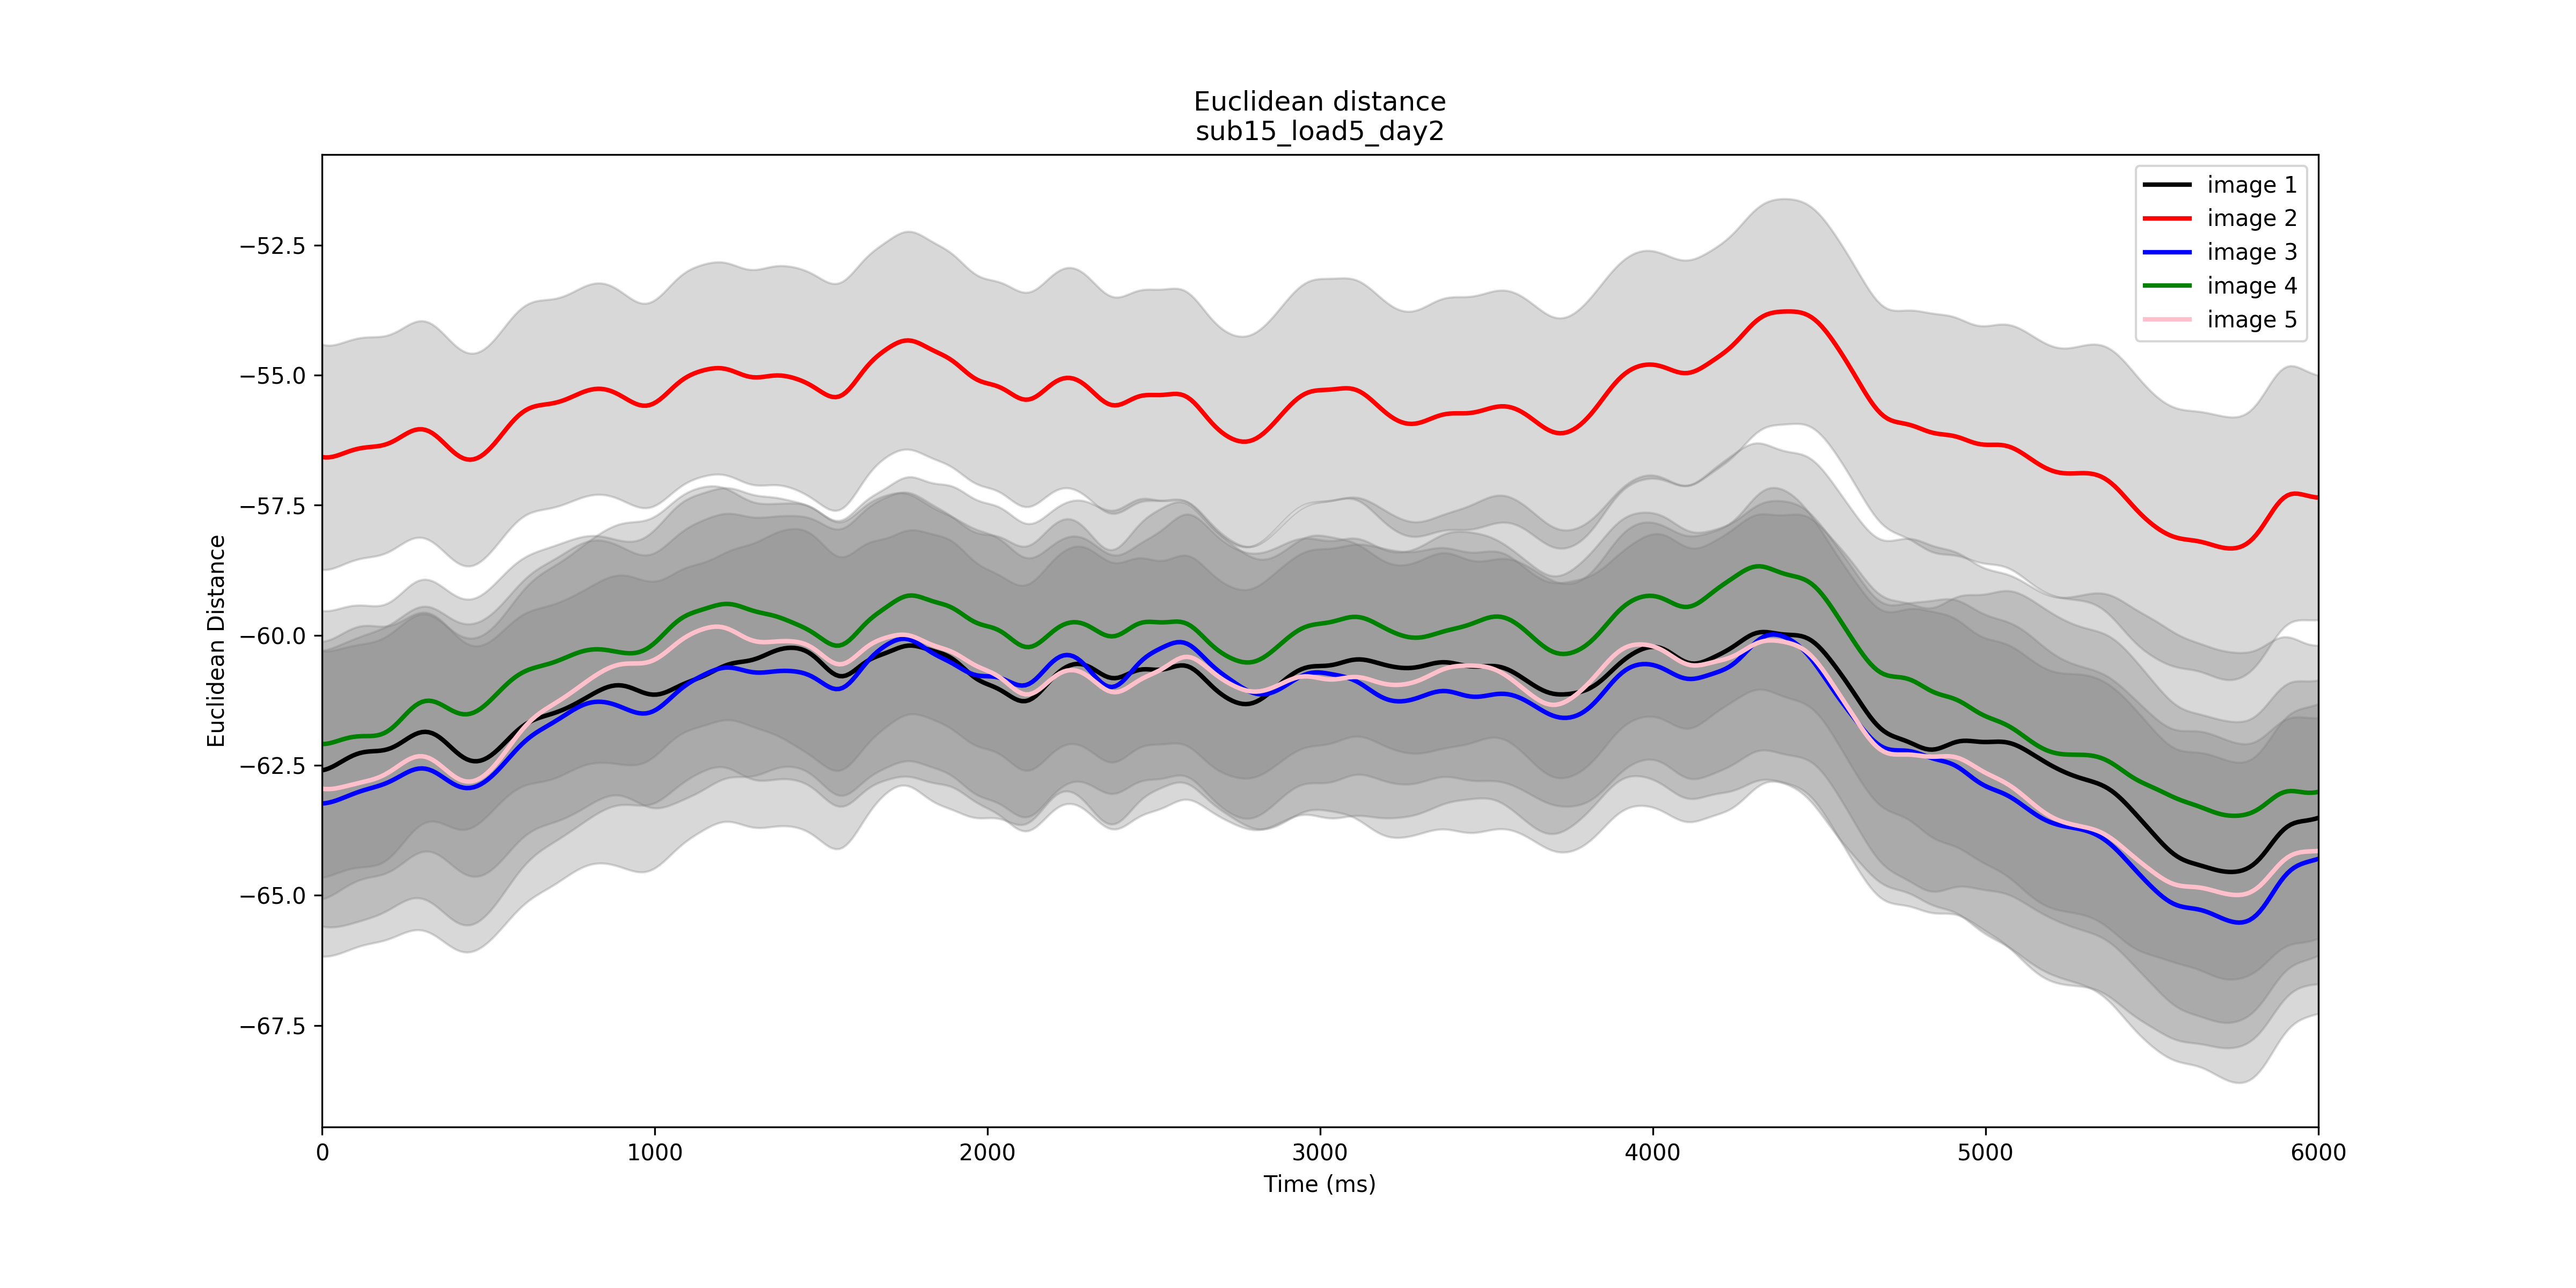 Euclidean distance
sub15_load5_day2
image 1
image 2
image 3
image 4
image 5
Euclidean Distance
−52.5
−55.0
−57.5
−60.0
−62.5
−65.0
−67.5
0 1000 2000 3000 4000 5000 6000
Time (ms)